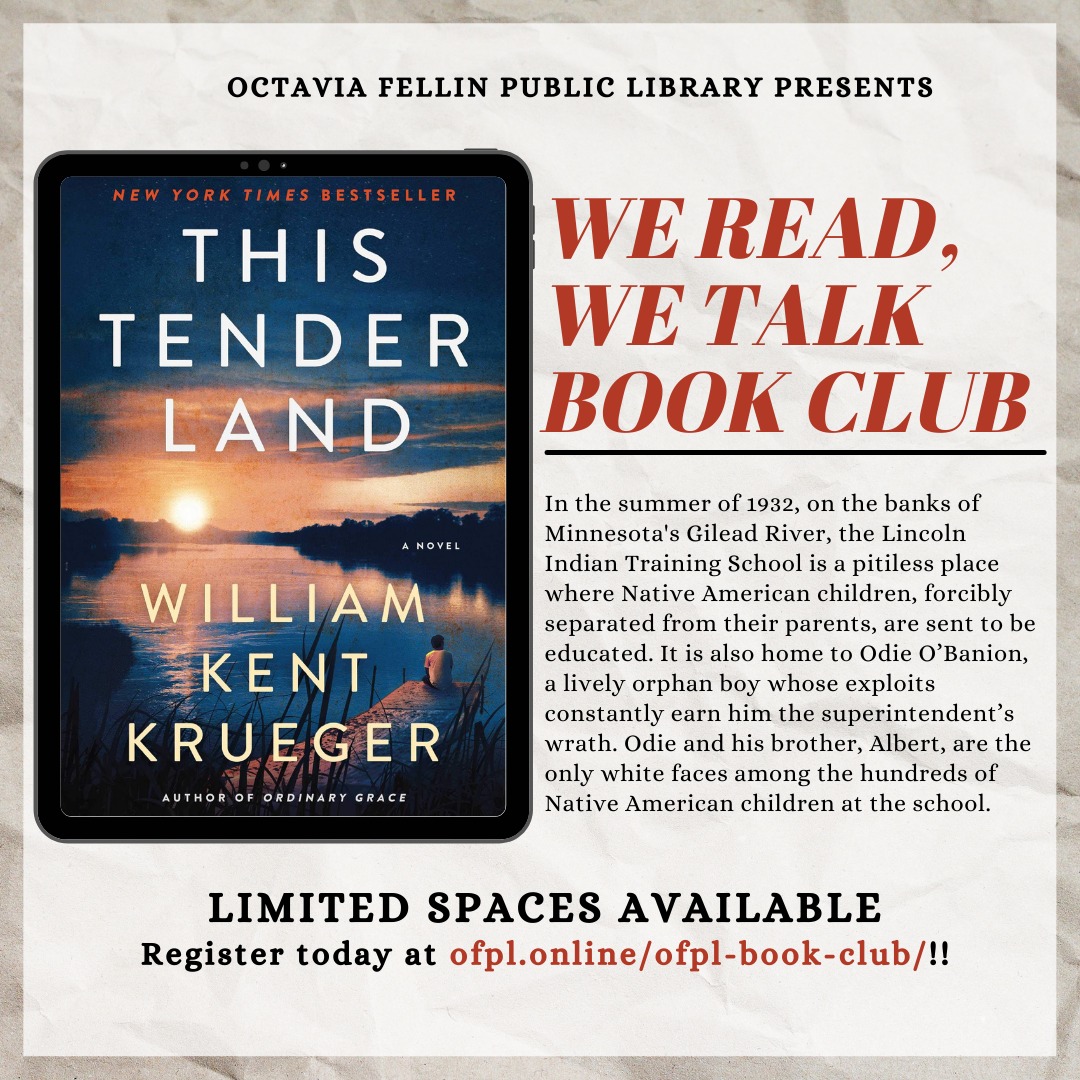 OCTAVIA FELLIN PUBLIC LIBRARY PRESENTS
NEW YORK TIMES BESTSELLER
THIS
TENDER
LAND
A NOVEL
WILLIAM
KENT
KRUEGER
AUTHOR OF ORDINARY GRACE
WE READ,
WE TALK
BOOK CLUB
In the summer of 1932, on the banks of
Minnesota's Gilead River, the Lincoln
Indian Training School is a pitiless place
where Native American children, forcibly
separated from their parents, are sent to be
educated. It is also home to Odie O’Banion,
a lively orphan boy whose exploits
constantly earn him the superintendent’s
wrath. Odie and his brother, Albert, are the
only white faces among the hundreds of
Native American children at the school.
LIMITED SPACES AVAILABLE
Register today at ofpl.online/ofpl-book-club/!!